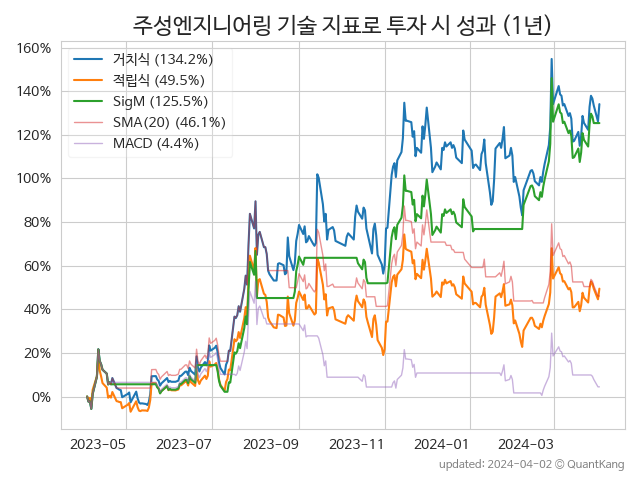 주성엔지니어링 기술 지표로 투자 시 성과 (1년)
160%
140%
120%
100%
80%
60%
40%
20%
0%
거치식 (134.2%)
적립식 (49.5%)
SigM (125.5%)
SMA(20) (46.1%)
MACD (4.4%)
2023-05
2023-07
2023-09
2023-11
2024-01
2024-03
updated: 2024-04-02 © QuantKang